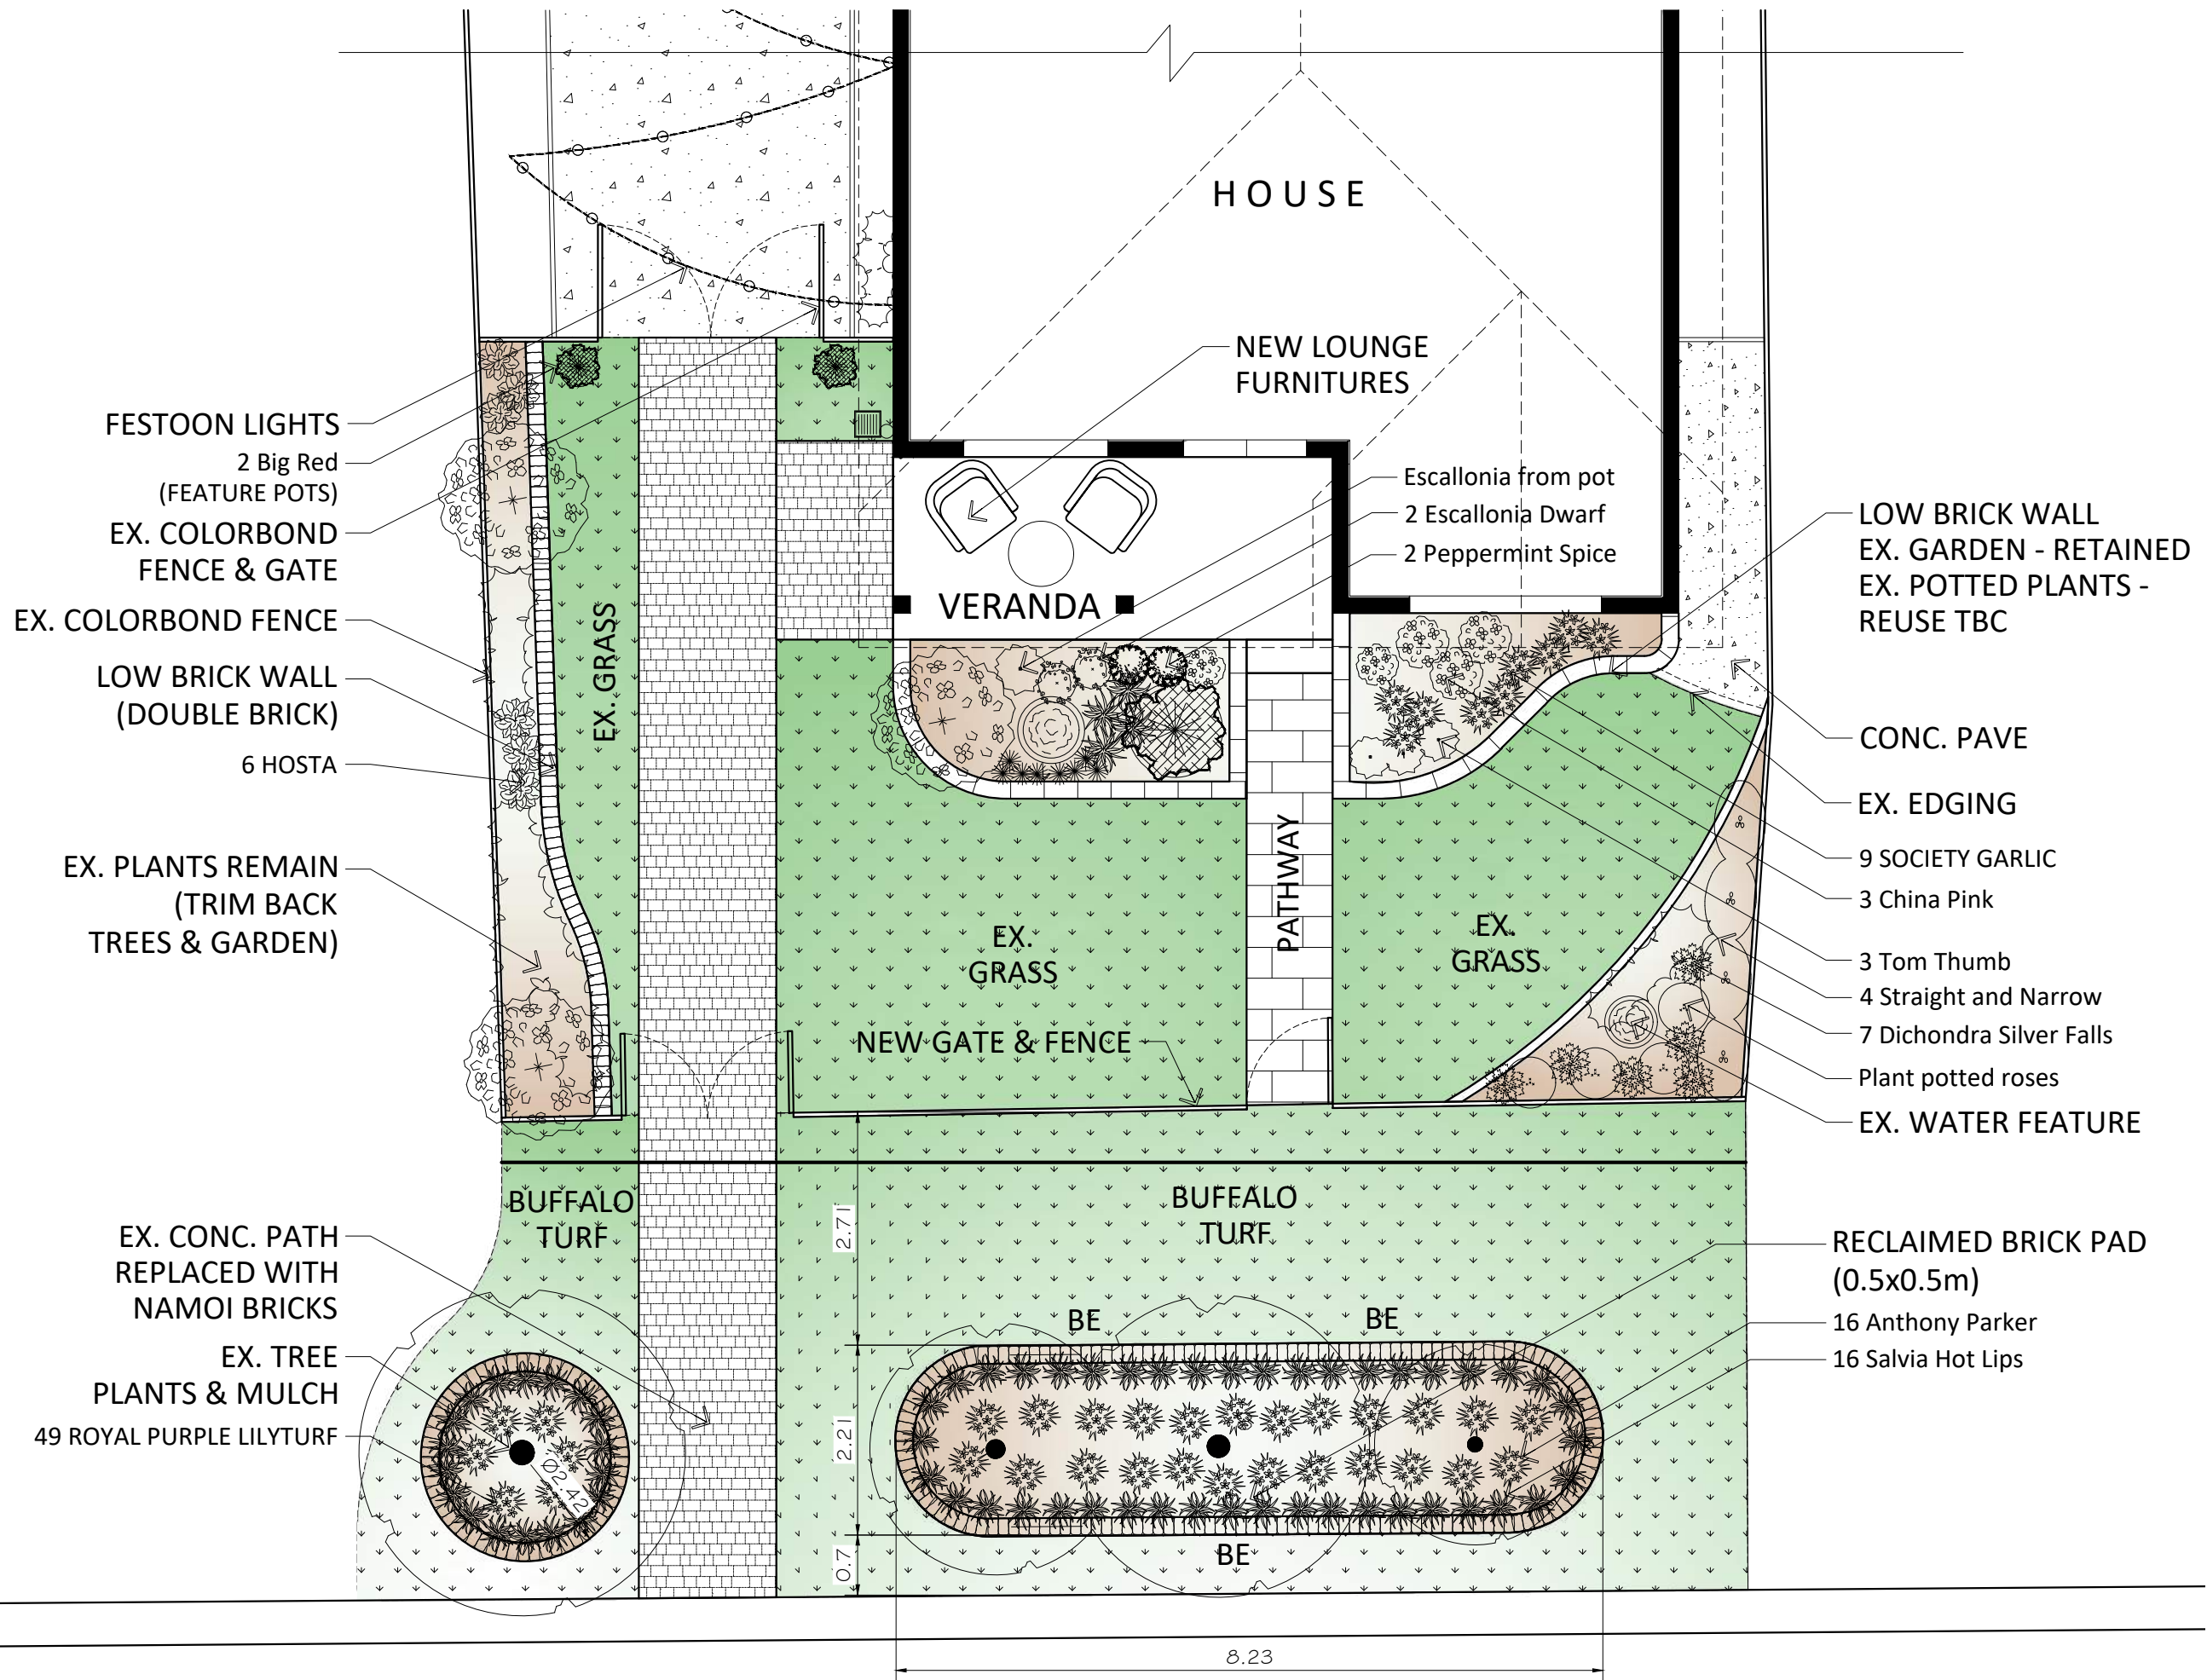 HOUSE
NEW LOUNGE
FURNITURES
FESTOON LIGHTS
2 Big Red
(FEATURE POTS)
EX. COLORBOND
FENCE & GATE
EX. COLORBOND FENCE
LOW BRICK WALL
(DOUBLE BRICK)
6 HOSTA
EX. PLANTS REMAIN
(TRIM BACK
TREES & GARDEN)
EX. CONC. PATH
REPLACED WITH
NAMOI BRICKS
EX. TREE
PLANTS & MULCH
49 ROYAL PURPLE LILYTURF
EX. GRASS
VERANDA
Escallonia from pot
2 Escallonia Dwarf
2 Peppermint Spice
EX.
GRASS
PATHWAY
EX.
GRASS
NEW GATE & FENCE
BUFFALO
TURF
BUFFALO
TURF
BE
BE
BE
2.71
2.21
0.7
Ø2.42
8.23
LOW BRICK WALL
EX. GARDEN - RETAINED
EX. POTTED PLANTS -
REUSE TBC
CONC. PAVE
EX. EDGING
9 SOCIETY GARLIC
3 China Pink
3 Tom Thumb
4 Straight and Narrow
7 Dichondra Silver Falls
Plant potted roses
EX. WATER FEATURE
RECLAIMED BRICK PAD
(0.5x0.5m)
16 Anthony Parker
16 Salvia Hot Lips